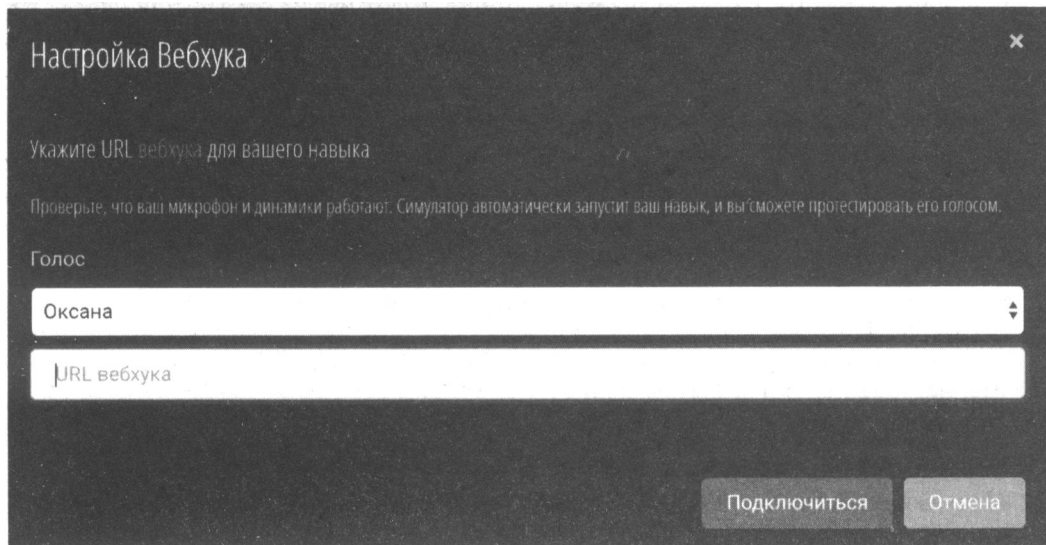 Настройка Вебхука
×
Укажите URL вебхука для вашего навыка
Проверьте, что ваш микрофон и динамики работают. Симулятор автоматически запустит ваш навык, и вы сможете протестировать его голосом.
Голос
Оксана
URL вебхука
Подключиться Отмена